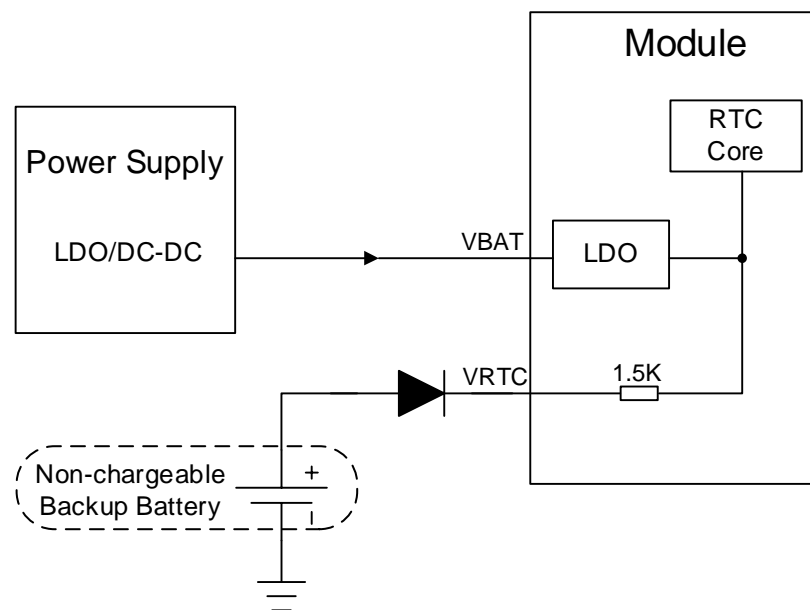 Module
RTC
Core
Power Supply
LDO/DC-DC
VBAT
LDO
VRTC
1.5K
Non-chargeable
Backup Battery
+
-